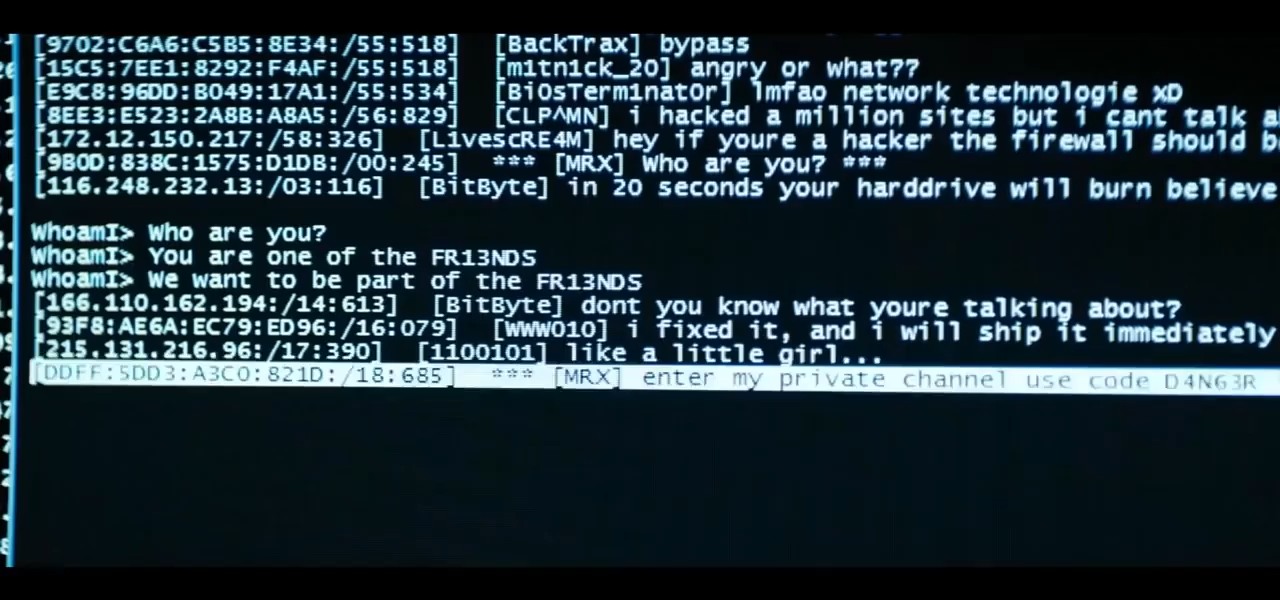 [9702:C6A6:C5B5:8E34:/55:518] [BackTrax] bypass
[15C5:7EE1:8292:F4AF:/55:518] [m1tn1ck_20] angry or what??
[E9C8:96DD:B049:17A1:/55:534] [Bi0sTerm1nat0r] lmfao network technologie xD
[8EE3:E523:2A8B:A8A5:/56:829] [CLP^MN] i hacked a million sites but i cant talk
[172.12.150.217:/58:326] [L1vescRE4M] hey if youre a hacker the firewall should
[9B0D:838C:1575:D1DB:/00:245] *** [MRX] Who are you? ***
[116.248.232.13:/03:116] [BitByte] in 20 seconds your harddrive will burn believe
WhoamI> Who are you?
WhoamI> You are one of the FR13NDS
WhoamI> We want to be part of the FR13NDS
[166.110.162.194:/14:613] [BitByte] dont you know what youre talking about?
[93F8:AE6A:EC79:ED96:/16:079] [WWW010] i fixed it, and i will ship it immediately
[215.131.216.96:/17:390] [1100101] like a little girl...
[DDFF:5DD3:A3C0:821D:/18:685] *** [MRX] enter my private channel use code D4N63R